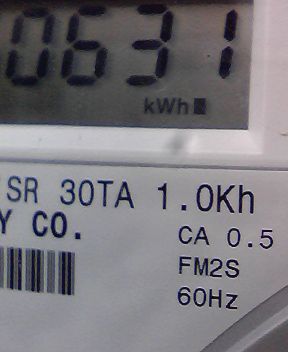 0631
kWh
SR 30TA 1.0Kh
Y CO.
CA 0.5
FM2S
60Hz